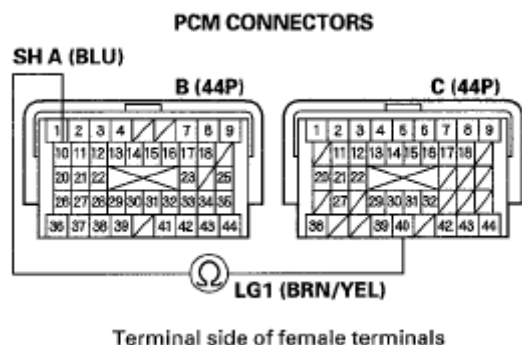 PCM CONNECTORS
SH A (BLU)
B (44P)
C (44P)
1 2 3 4 7 8 9
10 11 12 13 14 15 16 17 18
20 21 22 23 25
26 27 28 29 30 31 32 33 34 35
36 37 38 39 41 42 43 44
1 2 3 4 5 6 7 8 9
11 12 13 14 15 16 17 18
20 21 22
27 29 30 31 32
36 39 40 42 43 44
Ω
LG1 (BRN/YEL)
Terminal side of female terminals